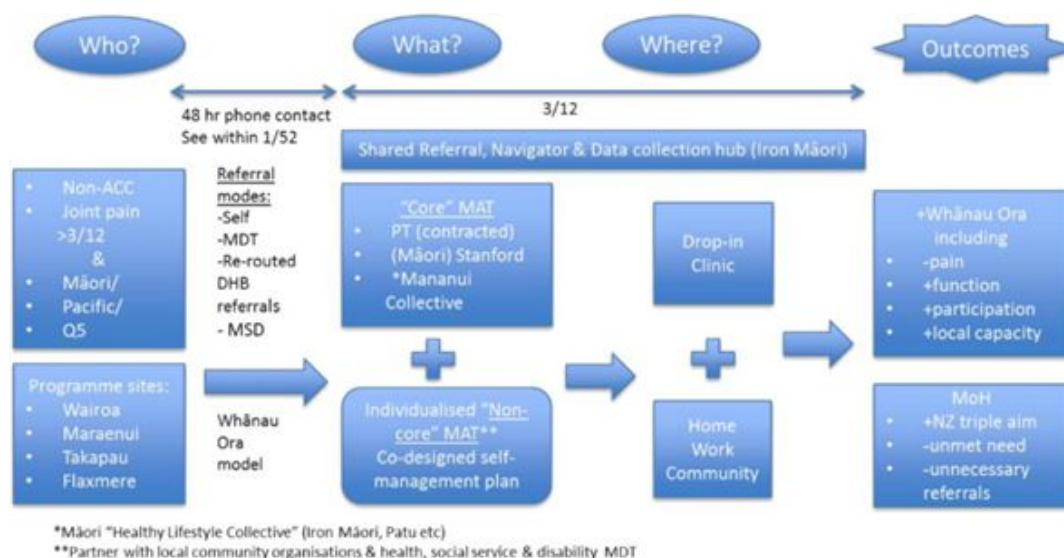 Who?
What?
Where?
Outcomes
48 hr phone contact
See within 1/52
3/12
Shared Referral, Navigator & Data collection hub (Iron Māori)
• Non-ACC
• Joint pain
>3/12
&
• Māori/
• Pacific/
• Q5
Referral
modes:
-Self
-MDT
-Re-routed
DHB
referrals
- MSD
"Core" MAT
• PT (contracted)
• (Māori) Stanford
• *Mananui
Collective
Drop-in
Clinic
+Whānau Ora
including
• -pain
• +function
• +participation
• +local capacity
Programme sites:
• Wairoa
• Maraenui
• Takapau
• Flaxmere
Whānau
Ora
model
Individualised "Non-
core" MAT**
Co-designed self-
management plan
Home
Work
Community
MoH
• +NZ triple aim
• -unmet need
• -unnecessary
referrals
*Māori "Healthy Lifestyle Collective" (Iron Māori, Patu etc)
**Partner with local community organisations & health, social service & disability MDT